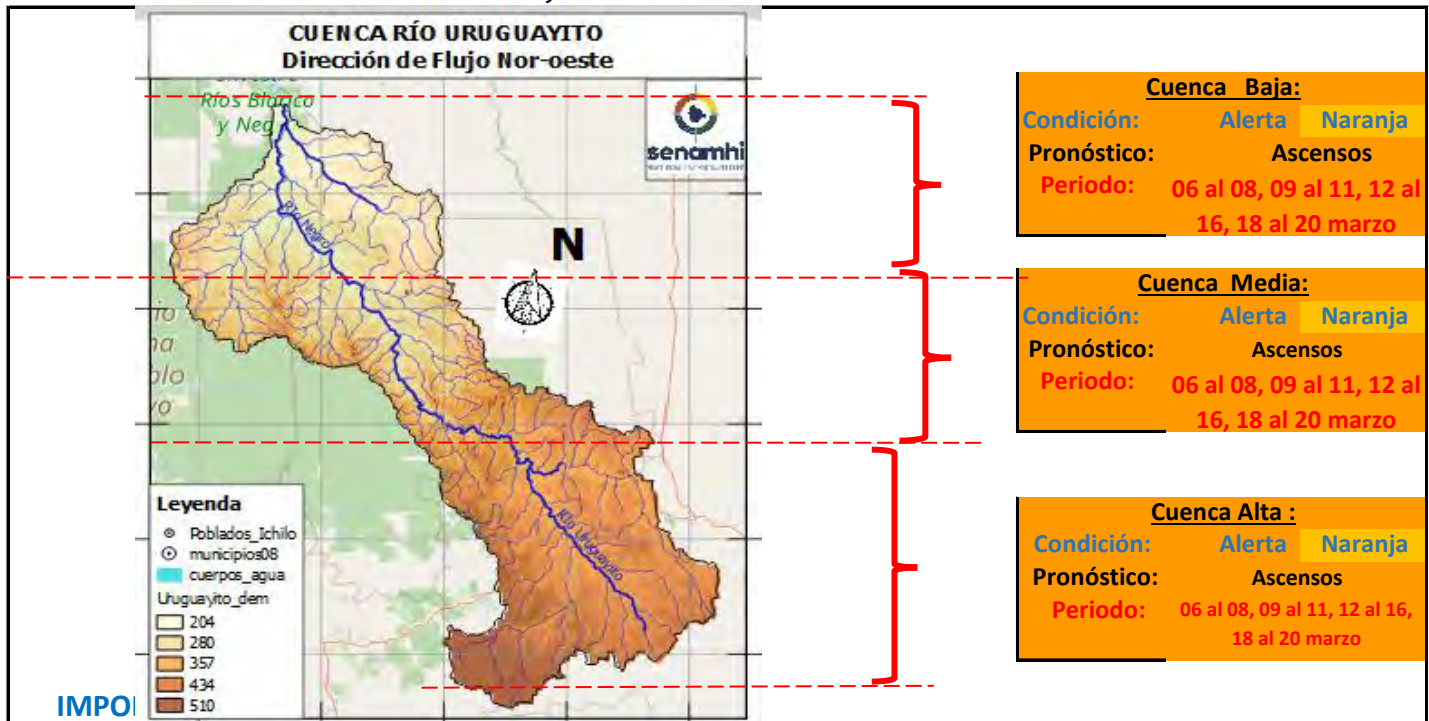 CUENCA RÍO URUGUAYITO
Dirección de Flujo Nor-oeste
Ríos Blanco
y Neg
senamhi
Río Negro
N
Río Uruguayito
Leyenda
Poblados_Ichilo
municipios08
cuerpos_agua
Uruguayito_dem
204
280
357
434
510
Cuenca Baja:
Condición: Alerta Naranja
Pronóstico: Ascensos
Periodo: 06 al 08, 09 al 11, 12 al
16, 18 al 20 marzo
Cuenca Media:
Condición: Alerta Naranja
Pronóstico: Ascensos
Periodo: 06 al 08, 09 al 11, 12 al
16, 18 al 20 marzo
Cuenca Alta :
Condición: Alerta Naranja
Pronóstico: Ascensos
Periodo: 06 al 08, 09 al 11, 12 al 16,
18 al 20 marzo
IMPO